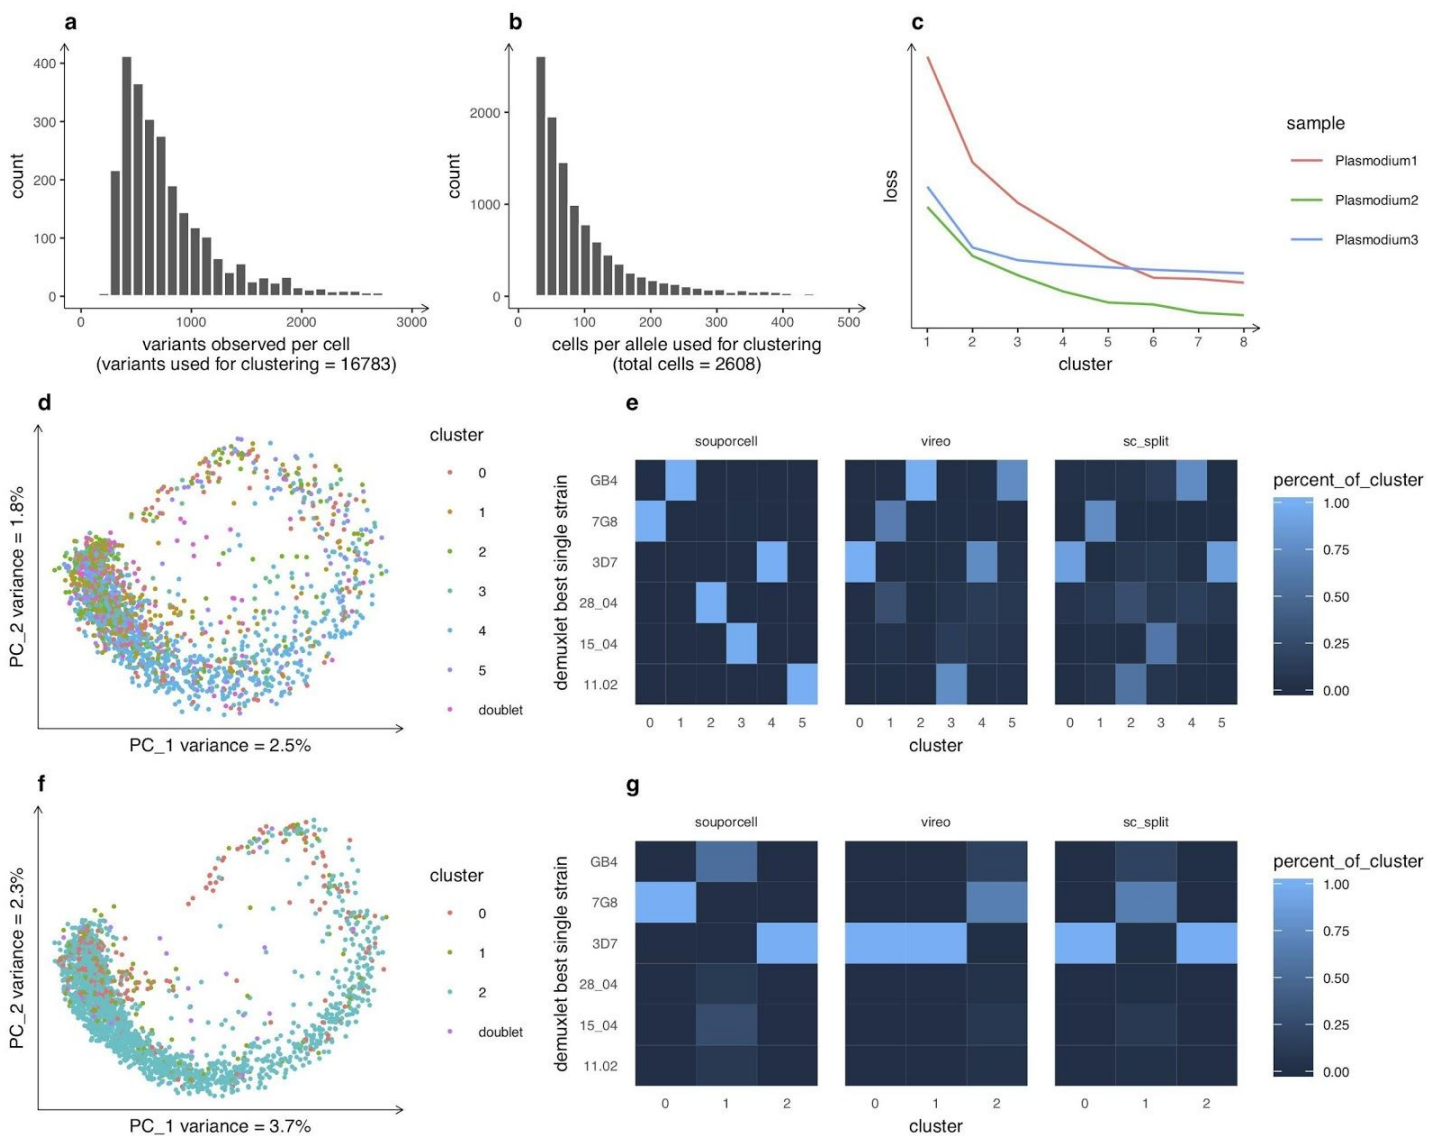 a
400
300
200
100
0
count
0
1000
2000
3000
variants observed per cell
(variants used for clustering = 16783)
b
2000
1000
0
count
0
100
200
300
400
500
cells per allele used for clustering
(total cells = 2608)
c
loss
1
2
3
4
5
6
7
8
cluster
sample
Plasmodium1
Plasmodium2
Plasmodium3
d
PC_2 variance = 1.8%
PC_1 variance = 2.5%
cluster
0
1
2
3
4
5
doublet
e
souporcell
vireo
sc_split
demuxlet best single strain
GB4
7G8
3D7
28_04
15_04
11.02
0 1 2 3 4 5
0 1 2 3 4 5
0 1 2 3 4 5
cluster
percent_of_cluster
1.00
0.75
0.50
0.25
0.00
f
PC_2 variance = 2.3%
PC_1 variance = 3.7%
cluster
0
1
2
doublet
g
souporcell
vireo
sc_split
demuxlet best single strain
GB4
7G8
3D7
28_04
15_04
11.02
0 1 2
0 1 2
0 1 2
cluster
percent_of_cluster
1.00
0.75
0.50
0.25
0.00